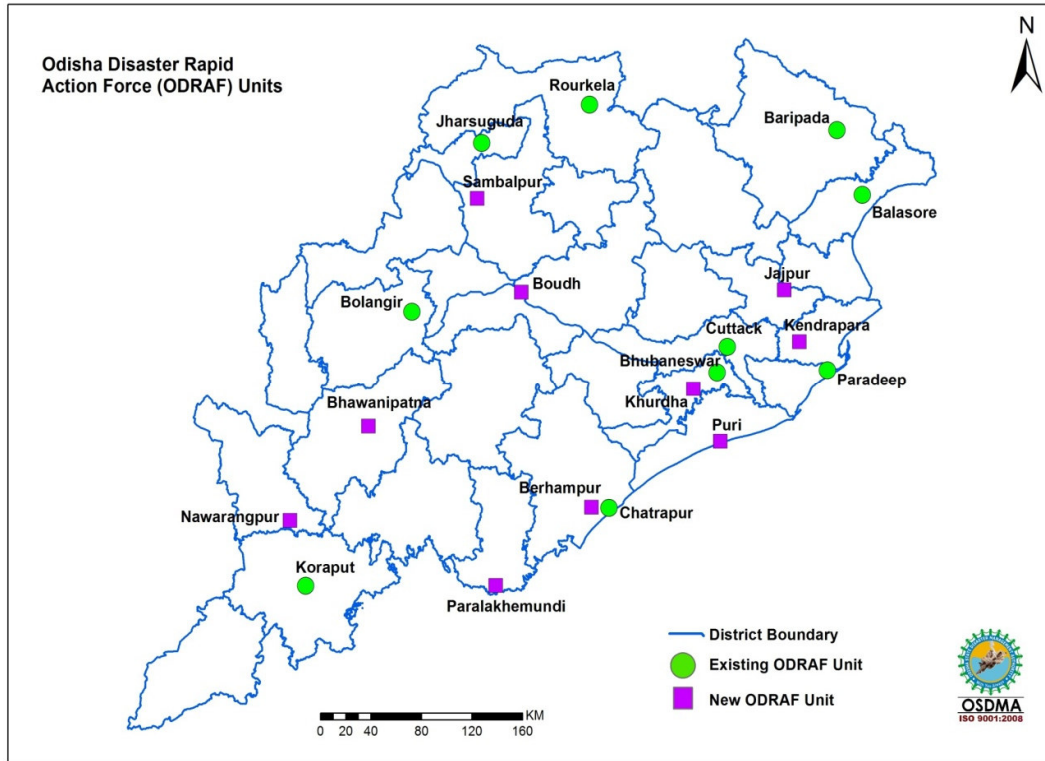 Odisha Disaster Rapid
Action Force (ODRAF) Units
N
Rourkela
Baripada
Jharsuguda
Sambalpur
Balasore
Jajpur
Boudh
Bolangir
Kendrapara
Cuttack
Bhubaneswar
Paradeep
Khurdha
Bhawanipatna
Puri
Berhampur
Chatrapur
Nawarangpur
Koraput
Paralakhemundi
District Boundary
Existing ODRAF Unit
New ODRAF Unit
KM
0 20 40 80 120 160
OSDMA
ISO 9001:2008